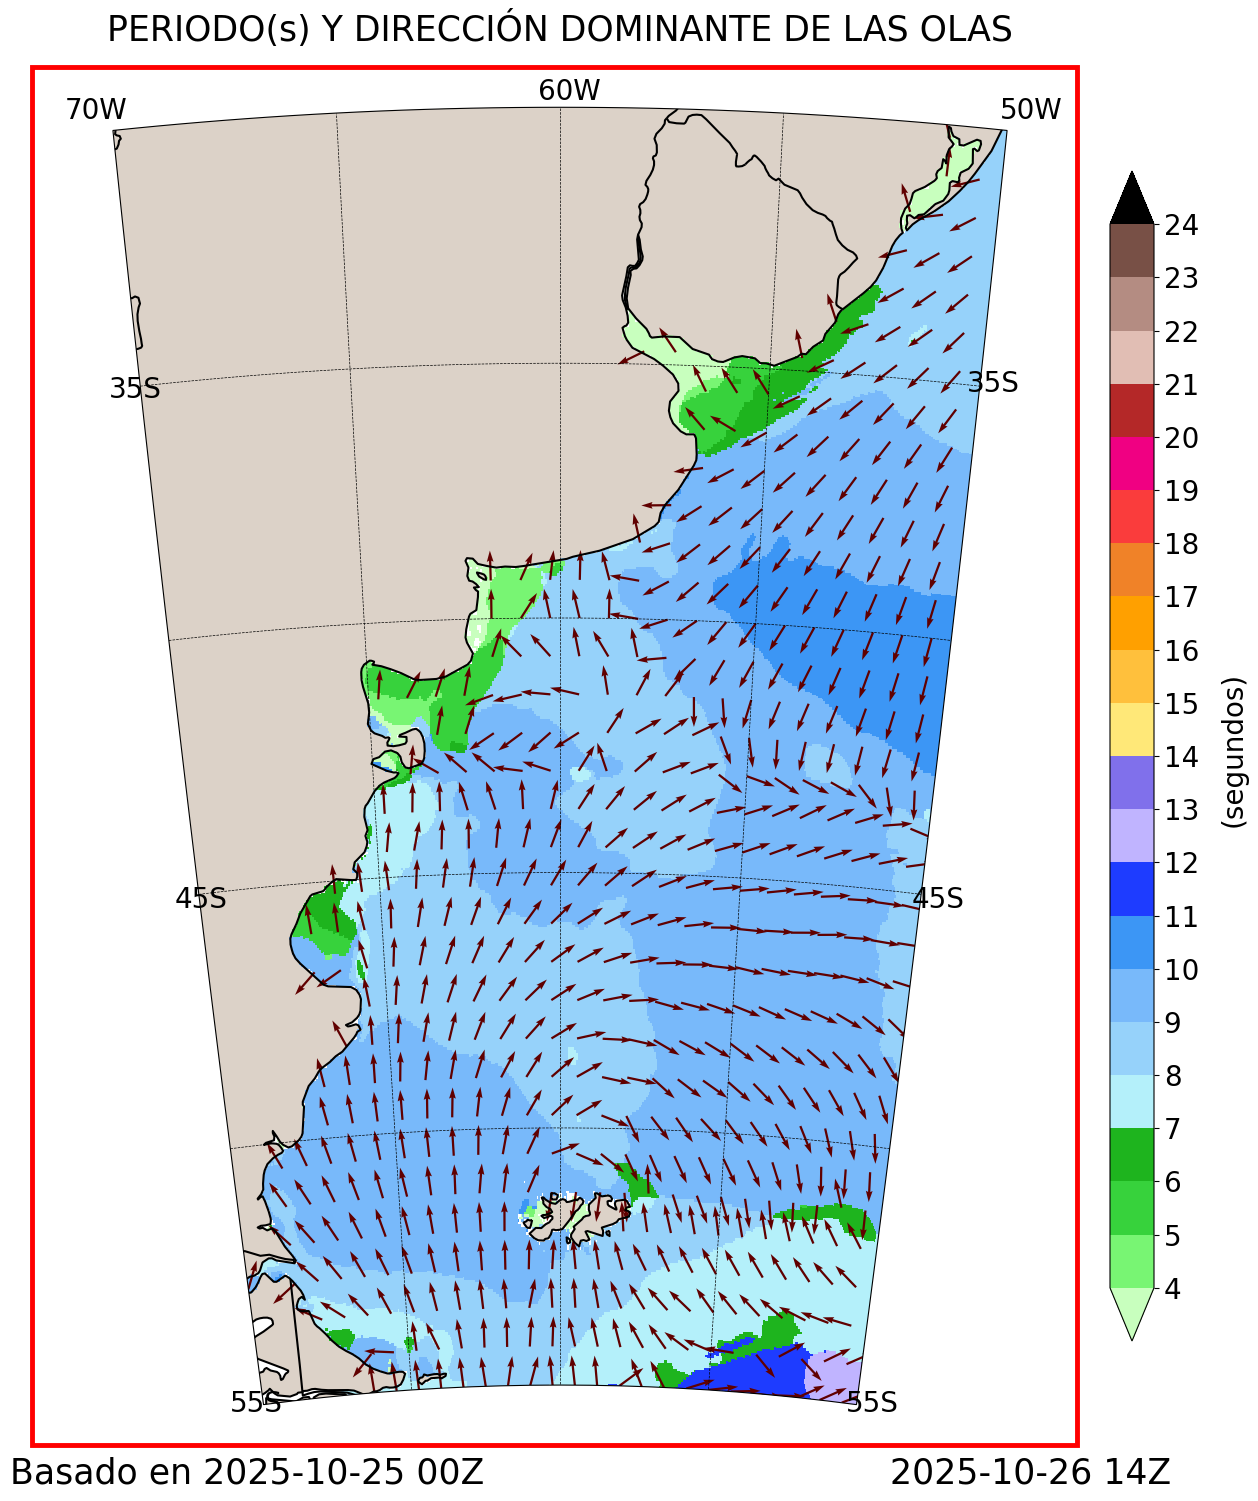 PERIODO(s) Y DIRECCIÓN DOMINANTE DE LAS OLAS
70W
60W
50W
35S
35S
45S
45S
55S
55S
24
23
22
21
20
19
18
17
16
15
14
13
12
11
10
9
8
7
6
5
4
(segundos)
Basado en 2025-10-25 00Z
2025-10-26 14Z